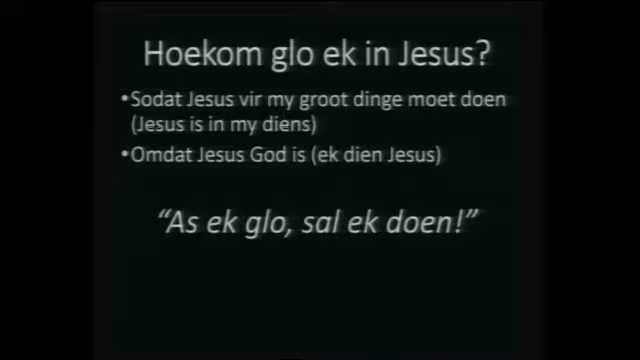 Hoekom glo ek in Jesus?
•Sodat Jesus vir my groot dinge moet doen
(Jesus is in my diens)
•Omdat Jesus God is (ek dien Jesus)
“As ek glo, sal ek doen!”